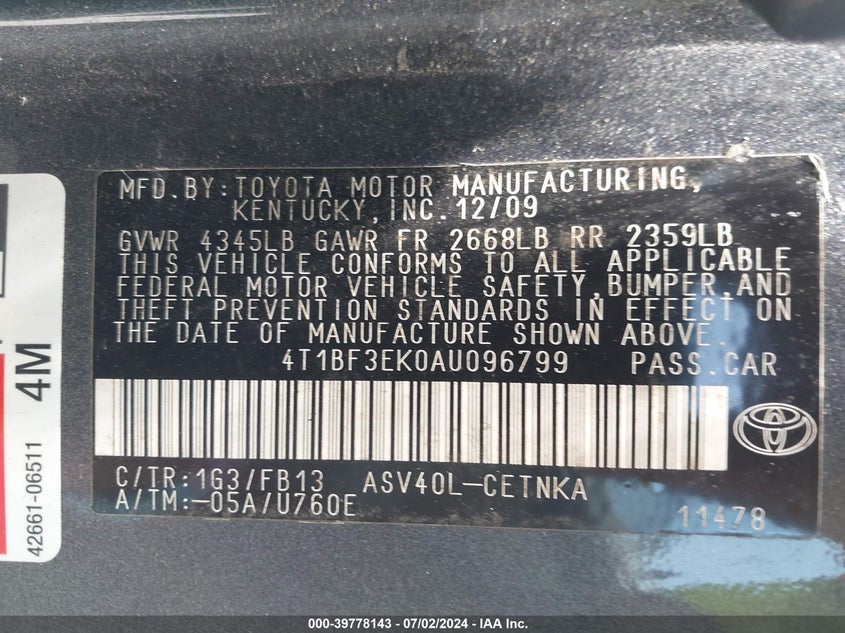 MFD. BY: TOYOTA MOTOR MANUFACTURING,
KENTUCKY, INC. 12/09
GVWR 4345LB GAWR FR 2668LB RR 2359LB
THIS VEHICLE CONFORMS TO ALL APPLICABLE
FEDERAL MOTOR VEHICLE SAFETY, BUMPER AND
THEFT PREVENTION STANDARDS IN EFFECT ON
THE DATE OF MANUFACTURE SHOWN ABOVE.
4T1BF3EK0AU096799 PASS.CAR
C/TR:1G3/FB13 ASV40L-CETNKA
A/TM:-05A/U760E
11478
42661-06511 4M
000-39778143 - 07/02/2024 - IAA Inc.